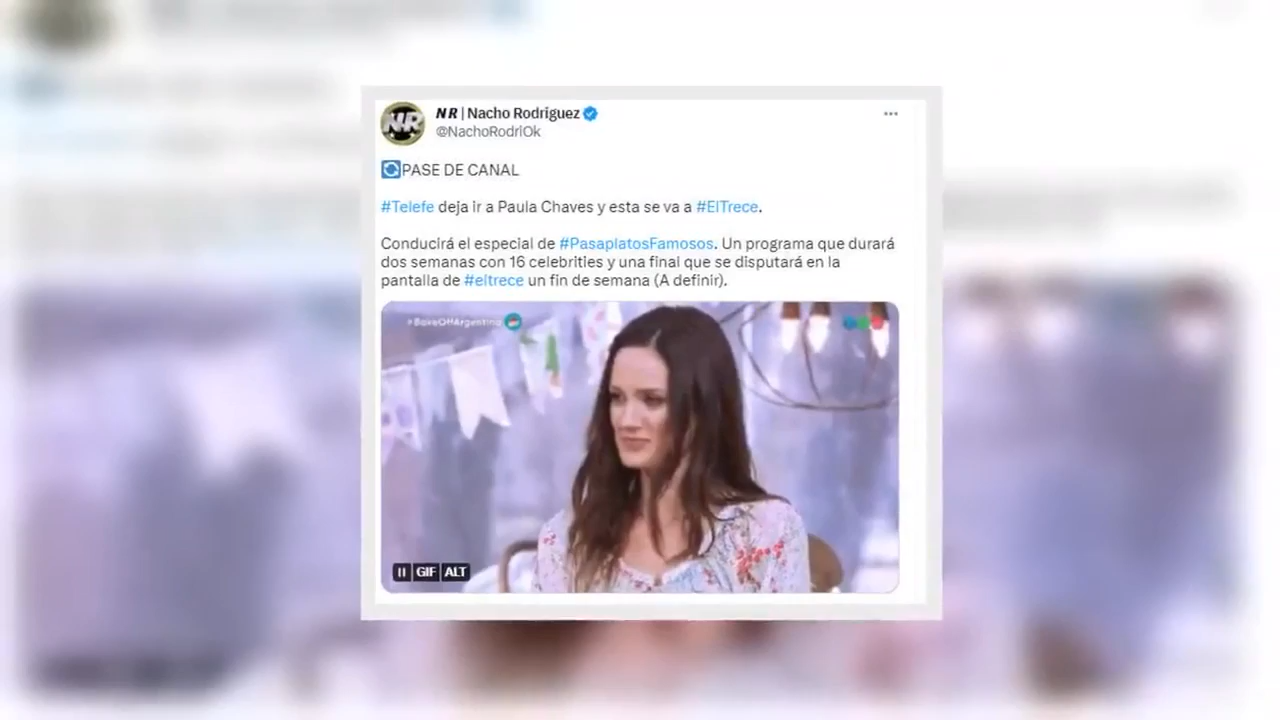 NR | Nacho Rodríguez
@NachoRodriOk
PASE DE CANAL
#Telefe deja ir a Paula Chaves y esta se va a #ElTrece.
Conducirá el especial de #PasaplatosFamosos. Un programa que durará
dos semanas con 16 celebrities y una final que se disputará en la
pantalla de #eltrece un fin de semana (A definir).
#BakeOffArgentina
GIF ALT